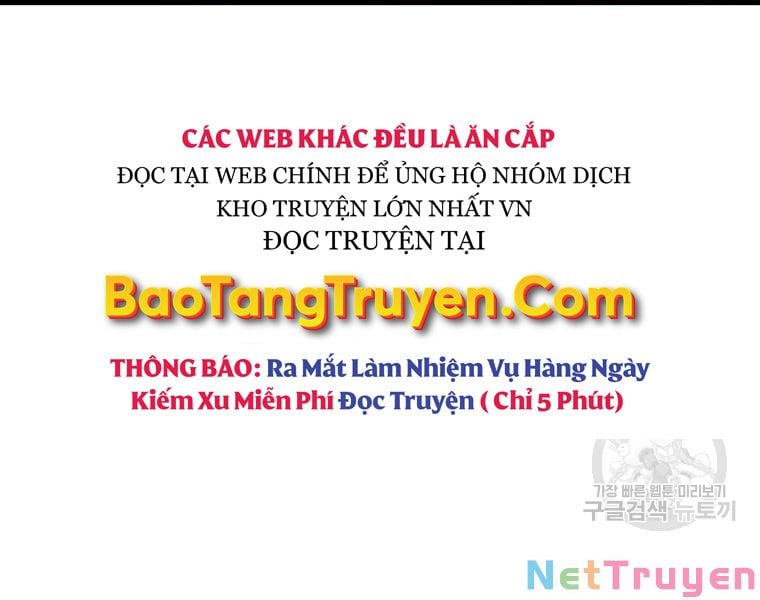 CÁC WEB KHÁC ĐỀU LÀ ĂN CẮP
ĐỌC TẠI WEB CHÍNH ĐỂ ỦNG HỘ NHÓM DỊCH
KHO TRUYỆN LỚN NHẤT VN
ĐỌC TRUYỆN TẠI
BaoTangTruyen.Com
THÔNG BÁO: Ra Mắt Làm Nhiệm Vụ Hàng Ngày
Kiếm Xu Miễn Phí Đọc Truyện ( Chỉ 5 Phút)
가장 빠른 웹툰 미리보기
구글검색 뉴토끼
NetTruyen